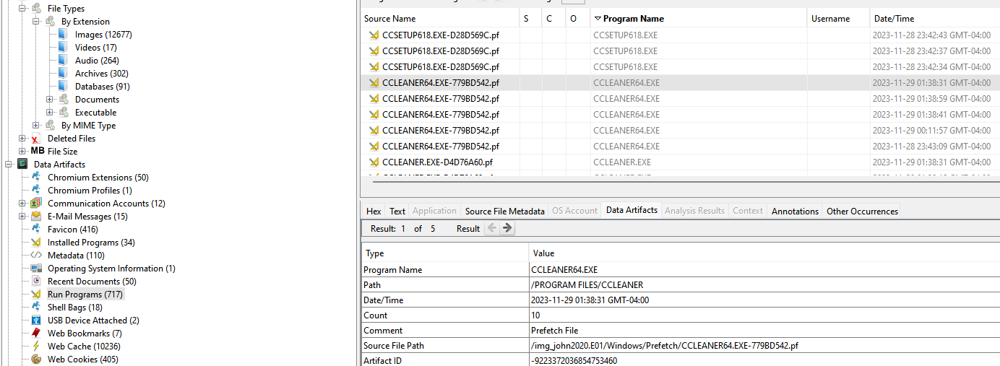 File Types
By Extension
Images (12677)
Videos (17)
Audio (264)
Archives (302)
Databases (91)
Documents
Executable
By MIME Type
Deleted Files
MB File Size
Data Artifacts
Chromium Extensions (50)
Chromium Profiles (1)
Communication Accounts (12)
E-Mail Messages (15)
Favicon (416)
Installed Programs (34)
Metadata (110)
Operating System Information (1)
Recent Documents (50)
Run Programs (717)
Shell Bags (18)
USB Device Attached (2)
Web Bookmarks (7)
Web Cache (10236)
Web Cookies (405)
Source Name S C O Program Name Username Date/Time
CCSETUP618.EXE-D28D569C.pf CCSETUP618.EXE 2023-11-28 23:42:43 GMT-04:00
CCSETUP618.EXE-D28D569C.pf CCSETUP618.EXE 2023-11-28 23:42:37 GMT-04:00
CCSETUP618.EXE-D28D569C.pf CCSETUP618.EXE 2023-11-28 23:42:34 GMT-04:00
CCLEANER64.EXE-779BD542.pf CCLEANER64.EXE 2023-11-29 01:38:31 GMT-04:00
CCLEANER64.EXE-779BD542.pf CCLEANER64.EXE 2023-11-29 01:38:59 GMT-04:00
CCLEANER64.EXE-779BD542.pf CCLEANER64.EXE 2023-11-29 01:38:41 GMT-04:00
CCLEANER64.EXE-779BD542.pf CCLEANER64.EXE 2023-11-29 00:11:57 GMT-04:00
CCLEANER64.EXE-779BD542.pf CCLEANER64.EXE 2023-11-28 23:43:09 GMT-04:00
CCLEANER.EXE-D4D76A60.pf CCLEANER.EXE 2023-11-29 01:38:31 GMT-04:00
Hex Text Application Source File Metadata OS Account Data Artifacts Analysis Results Context Annotations Other Occurrences
Result: 1 of 5 Result
Type Value
Program Name CCLEANER64.EXE
Path /PROGRAM FILES/CCLEANER
Date/Time 2023-11-29 01:38:31 GMT-04:00
Count 10
Comment Prefetch File
Source File Path /img_john2020.E01/Windows/Prefetch/CCLEANER64.EXE-779BD542.pf
Artifact ID -9223372036854753460